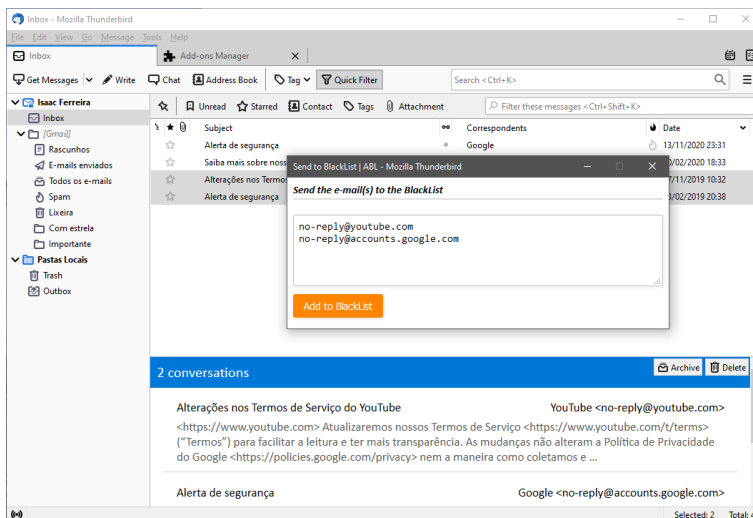 Inbox - Mozilla Thunderbird
File Edit View Go Message Tools Help
Inbox
Add-ons Manager
Get Messages Write Chat Address Book Tag Quick Filter Search <Ctrl+K>
Isaac Ferreira
Inbox
[Gmail]
Rascunhos
E-mails enviados
Todos os e-mails
Spam
Lixeira
Com estrela
Importante
Pastas Locais
Trash
Outbox
Unread Starred Contact Tags Attachment Filter these messages <Ctrl+Shift+K>
Subject Correspondents Date
Alerta de segurança Google 13/11/2020 23:31
Saiba mais sobre noss 0/02/2020 18:33
Alterações nos Termos 7/11/2019 10:32
Alerta de segurança 3/02/2019 20:38
Send to BlackList | ABL - Mozilla Thunderbird
Send the e-mail(s) to the BlackList
no-reply@youtube.com
no-reply@accounts.google.com
Add to BlackList
2 conversations
Archive Delete
Alterações nos Termos de Serviço do YouTube YouTube <no-reply@youtube.com>
<https://www.youtube.com> Atualizaremos nossos Termos de Serviço <https://www.youtube.com/t/terms>
(“Termos”) para facilitar a leitura e ter mais transparência. As mudanças não alteram a Política de Privacidade
do Google <https://policies.google.com/privacy> nem a maneira como coletamos e ...
Alerta de segurança Google <no-reply@accounts.google.com>
Selected: 2 Total: